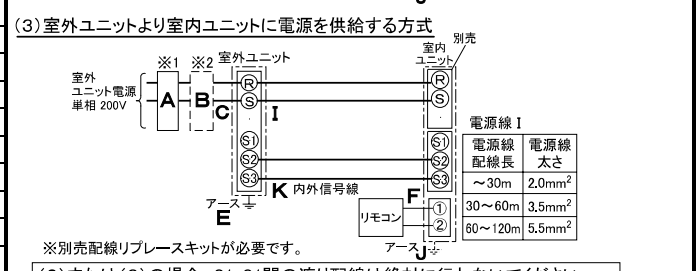 (3)室外ユニットより室内ユニットに電源を供給する方式
※1 ※2 室外ユニット
室内
ユニット
別売
室外
ユニット電源
単相 200V
A
B
C
I
R
S
S1
S2
S3
R
S
S1
S2
S3
電源線 I
電源線
配線長
電源線
太さ
～30m 2.0mm²
30～60m 3.5mm²
60～120m 5.5mm²
K 内外信号線
アース
E
F
リモコン
①
②
アース
J
※別売配線リプレースキットが必要です。